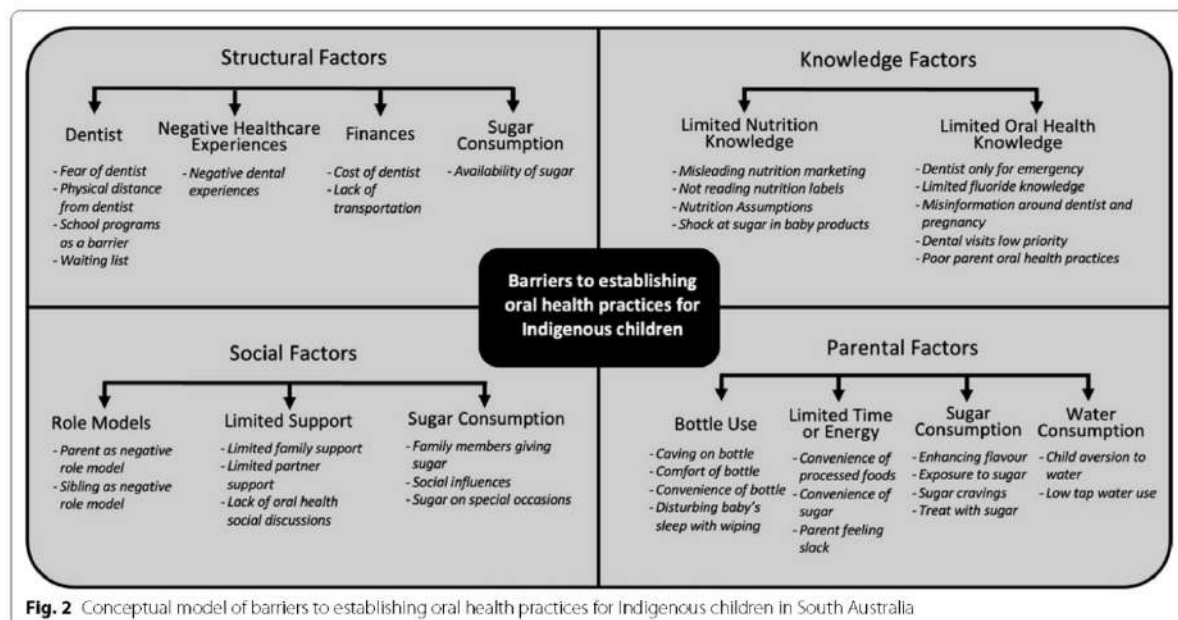 Structural Factors
Dentist
- Fear of dentist
- Physical distance
from dentist
- School programs
as a barrier
- Waiting list
Negative Healthcare
Experiences
- Negative dental
experiences
Finances
- Cost of dentist
- Lack of
transportation
Sugar
Consumption
- Availability of sugar
Knowledge Factors
Limited Nutrition
Knowledge
- Misleading nutrition marketing
- Not reading nutrition labels
- Nutrition Assumptions
- Shock at sugar in baby products
Limited Oral Health
Knowledge
- Dentist only for emergency
- Limited fluoride knowledge
- Misinformation around dentist and
pregnancy
- Dental visits low priority
- Poor parent oral health practices
Barriers to establishing
oral health practices for
Indigenous children
Social Factors
Role Models
- Parent as negative
role model
- Sibling as negative
role model
Limited Support
- Limited family support
- Limited partner
support
- Lack of oral health
social discussions
Sugar Consumption
- Family members giving
sugar
- Social influences
- Sugar on special occasions
Parental Factors
Bottle Use
- Caving on bottle
- Comfort of bottle
- Convenience of bottle
- Disturbing baby's
sleep with wiping
Limited Time
or Energy
- Convenience of
processed foods
- Convenience of
sugar
- Parent feeling
slack
Sugar
Consumption
- Enhancing flavour
- Exposure to sugar
- Sugar cravings
- Treat with sugar
Water
Consumption
- Child aversion to
water
- Low tap water use
Fig. 2 Conceptual model of barriers to establishing oral health practices for Indigenous children in South Australia